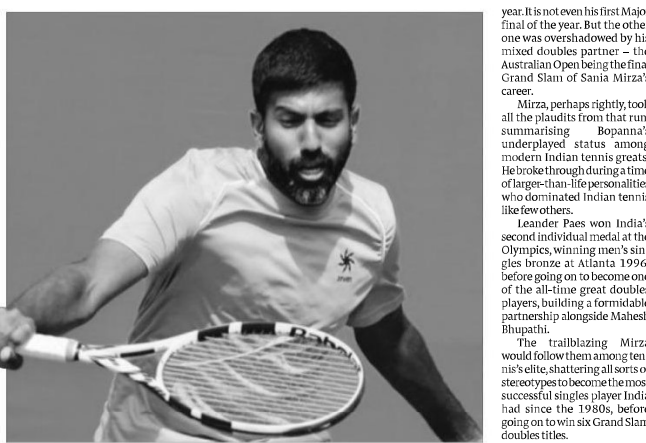 year. It is not even his first Majo
final of the year. But the othe
one was overshadowed by hi
mixed doubles partner – the
Australian Open being the fina
Grand Slam of Sania Mirza's
career.
Mirza, perhaps rightly, took
all the plaudits from that run
summarising Bopanna's
underplayed status among
modern Indian tennis greats
He broke through during a time
of larger-than-life personalities
who dominated Indian tennis
like few others.
Leander Paes won India's
second individual medal at the
Olympics, winning men's sin-
gles bronze at Atlanta 1996
before going on to become one
of the all-time great doubles
players, building a formidable
partnership alongside Mahesh
Bhupathi.
The trailblazing Mirza
would follow them among ten-
nis's elite, shattering all sorts o
stereotypes to become the mos
successful singles player India
had since the 1980s, before
going on to win six Grand Slam
doubles titles.
Babola